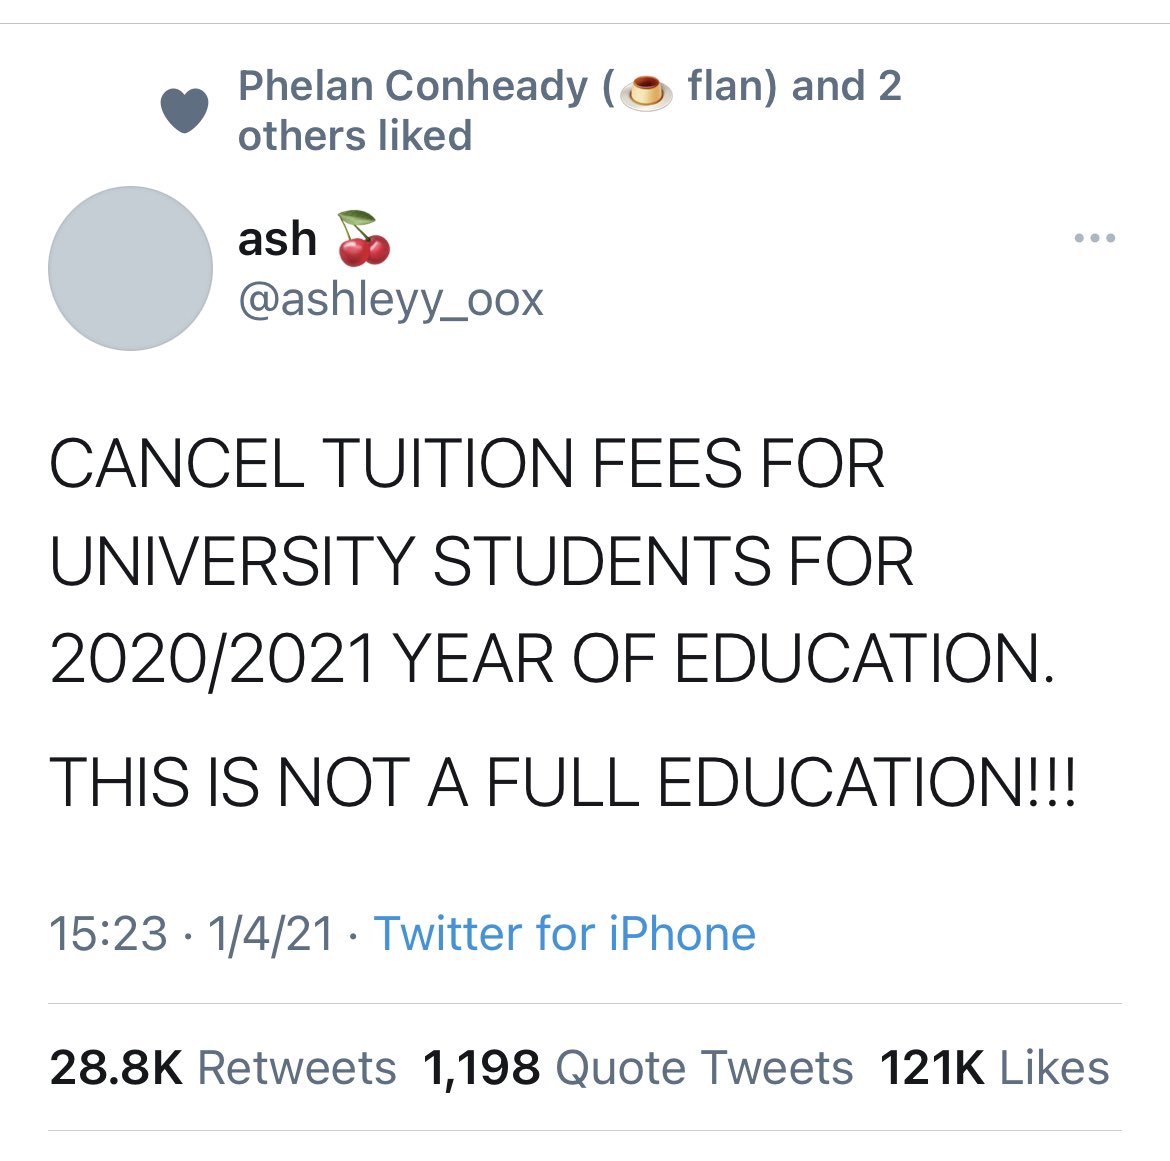 Phelan Conheady (🍮 flan) and 2
others liked
ash 🍒
@ashleyy_oox
CANCEL TUITION FEES FOR
UNIVERSITY STUDENTS FOR
2020/2021 YEAR OF EDUCATION.
THIS IS NOT A FULL EDUCATION!!!
15:23 · 1/4/21 · Twitter for iPhone
28.8K Retweets 1,198 Quote Tweets 121K Likes